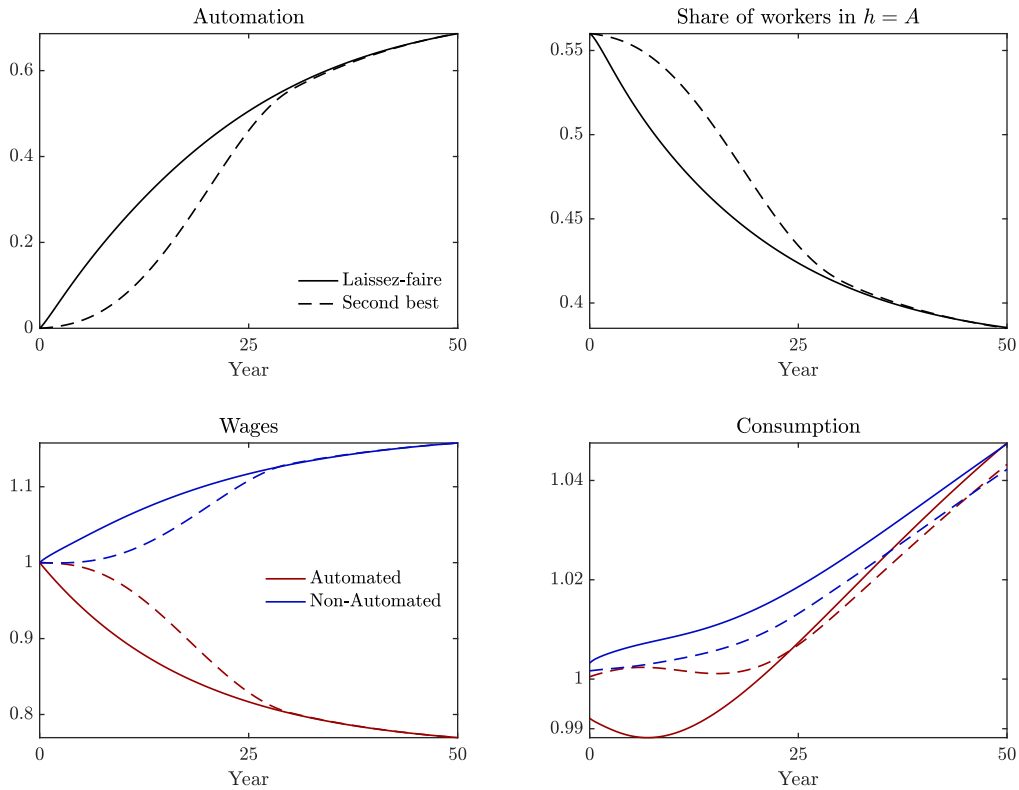 Automation
0.6
0.4
0.2
0
Laissez-faire
Second best
0
25
50
Year
Share of workers in h = A
0.55
0.5
0.45
0.4
0
25
50
Year
Wages
1.1
1
0.9
0.8
Automated
Non-Automated
0
25
50
Year
Consumption
1.04
1.02
1
0.99
0
25
50
Year